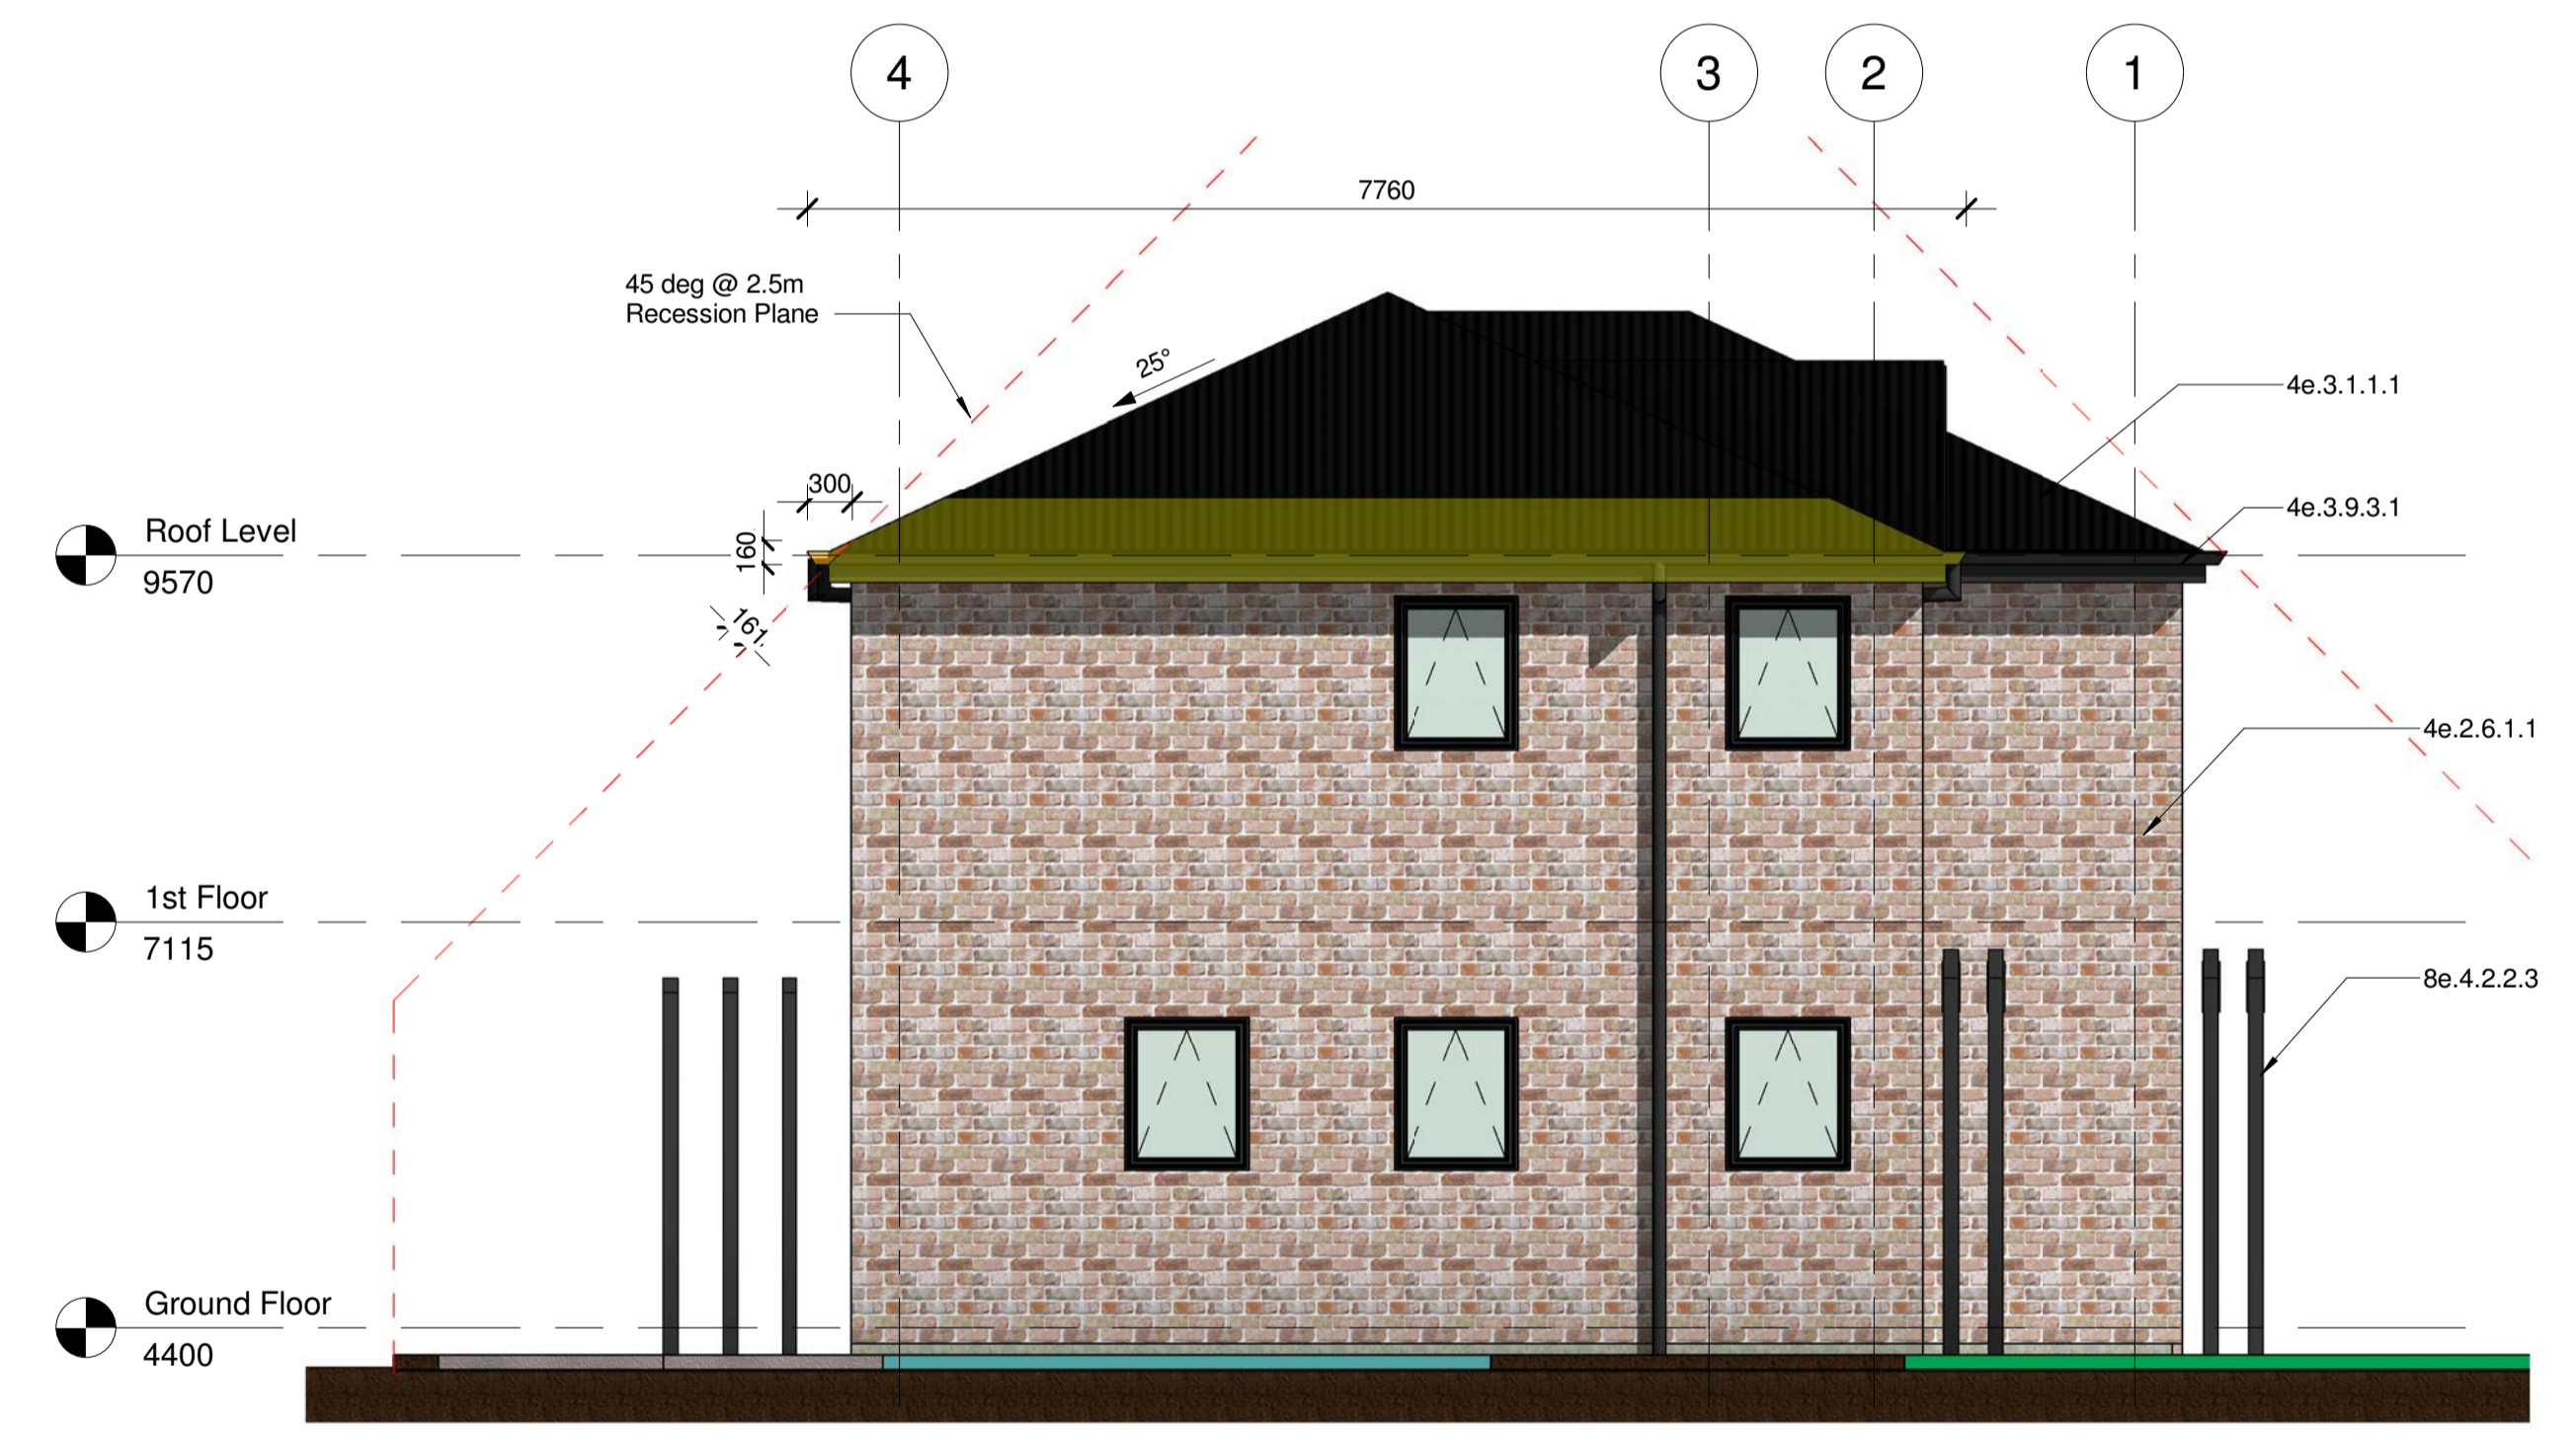 4
3
2
1
7760
45 deg @ 2.5m
Recession Plane
25°
4e.3.1.1.1
300
4e.3.9.3.1
Roof Level
160
9570
161
4e.2.6.1.1
1st Floor
7115
8e.4.2.2.3
Ground Floor
4400